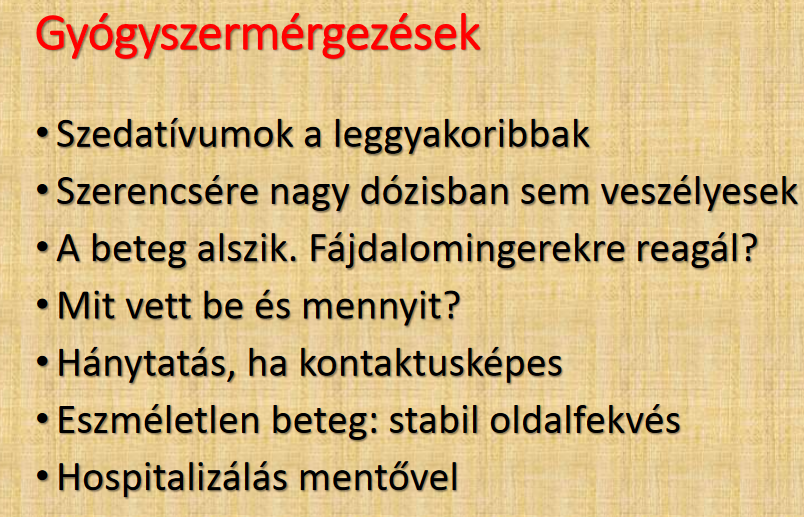 Gyógyszermérgezések
• Szedatívumok a leggyakoribbak
• Szerencsére nagy dózisban sem veszélyesek
• A beteg alszik. Fájdalomingerekre reagál?
• Mit vett be és mennyit?
• Hánytatás, ha kontaktusképes
• Eszméletlen beteg: stabil oldalfekvés
• Hospitalizálás mentővel